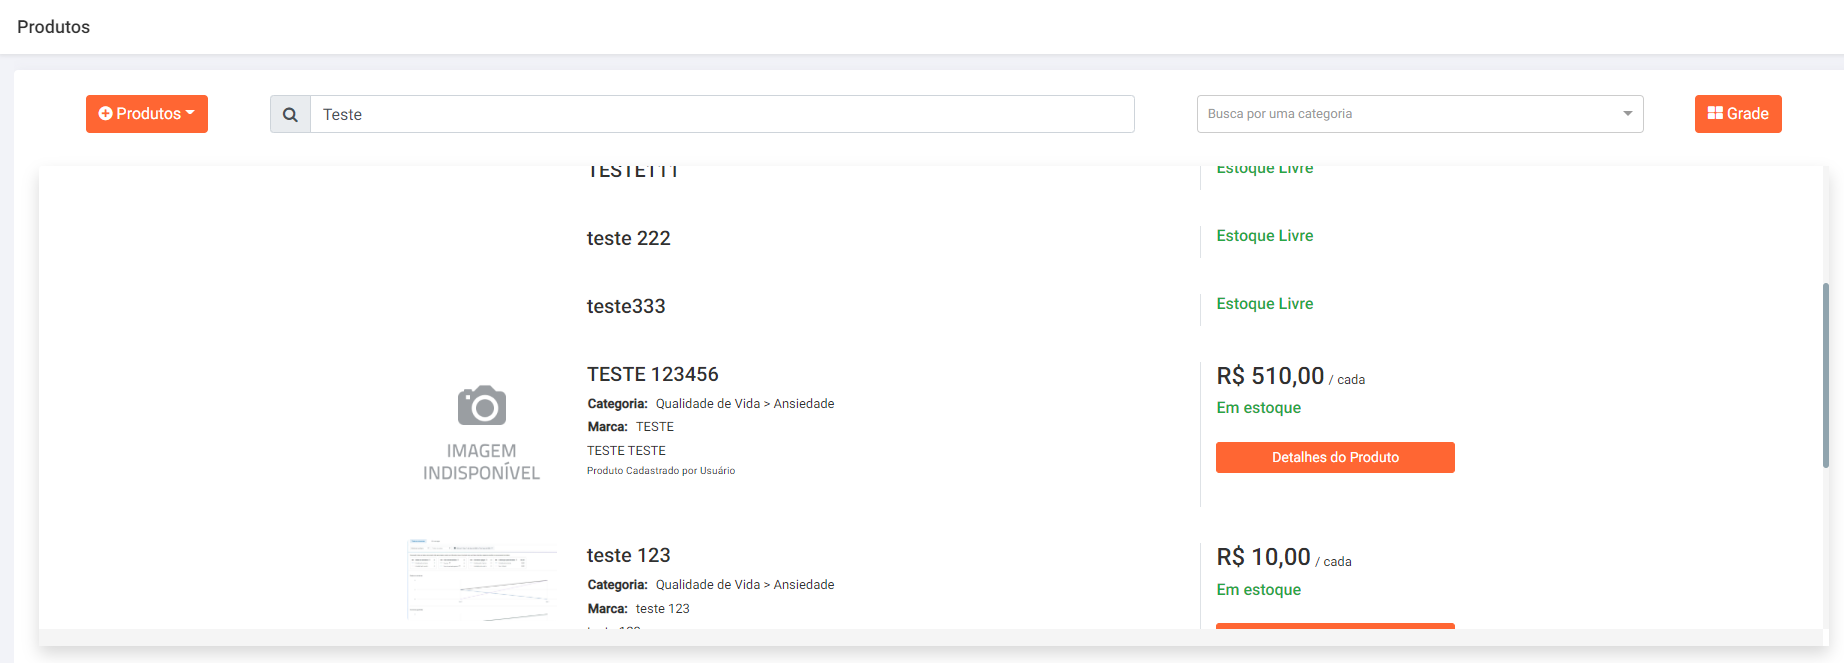 Produtos
Produtos
Teste
Busca por uma categoria
Grade
TESTE111
Estoque Livre
teste 222
Estoque Livre
teste333
Estoque Livre
IMAGEM
INDISPONÍVEL
TESTE 123456
Categoria: Qualidade de Vida > Ansiedade
Marca: TESTE
TESTE TESTE
Produto Cadastrado por Usuário
R$ 510,00 / cada
Em estoque
Detalhes do Produto
teste 123
Categoria: Qualidade de Vida > Ansiedade
Marca: teste 123
R$ 10,00 / cada
Em estoque